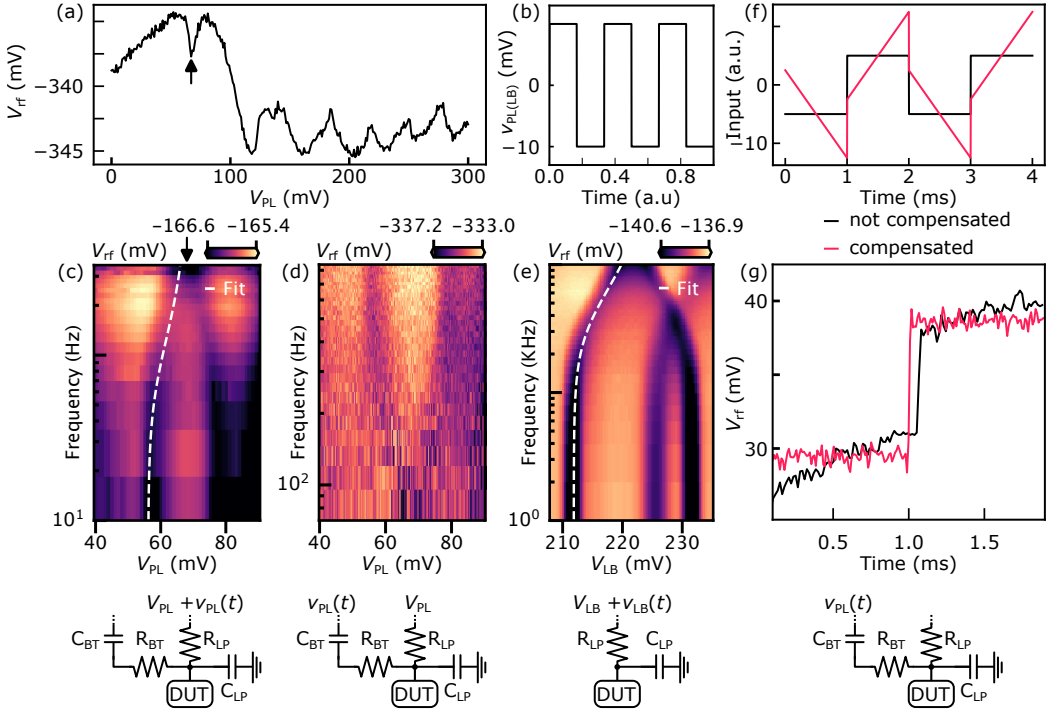 (a)
V_rf (mV)
−340
−345
0
100
200
300
V_PL (mV)
(b)
v_PL(LB) (mV)
0
−10
0.0
0.4
0.8
Time (a.u)
(f)
Input (a.u.)
0
−10
0
1
2
3
4
Time (ms)
not compensated
compensated
−166.6
−165.4
V_rf (mV)
(c)
Fit
Frequency (Hz)
10^1
40
60
80
V_PL (mV)
−337.2
−333.0
V_rf (mV)
(d)
Frequency (Hz)
10^2
40
60
80
V_PL (mV)
−140.6
−136.9
V_rf (mV)
(e)
Fit
Frequency (KHz)
10^0
210
220
230
V_LB (mV)
(g)
V_rf (mV)
40
30
0.5
1.0
1.5
Time (ms)
V_PL + v_PL(t)
C_BT
R_BT
R_LP
C_LP
DUT
v_PL(t)
V_PL
C_BT
R_BT
R_LP
C_LP
DUT
V_LB + v_LB(t)
R_LP
C_LP
DUT
v_PL(t)
C_BT
R_BT
R_LP
C_LP
DUT